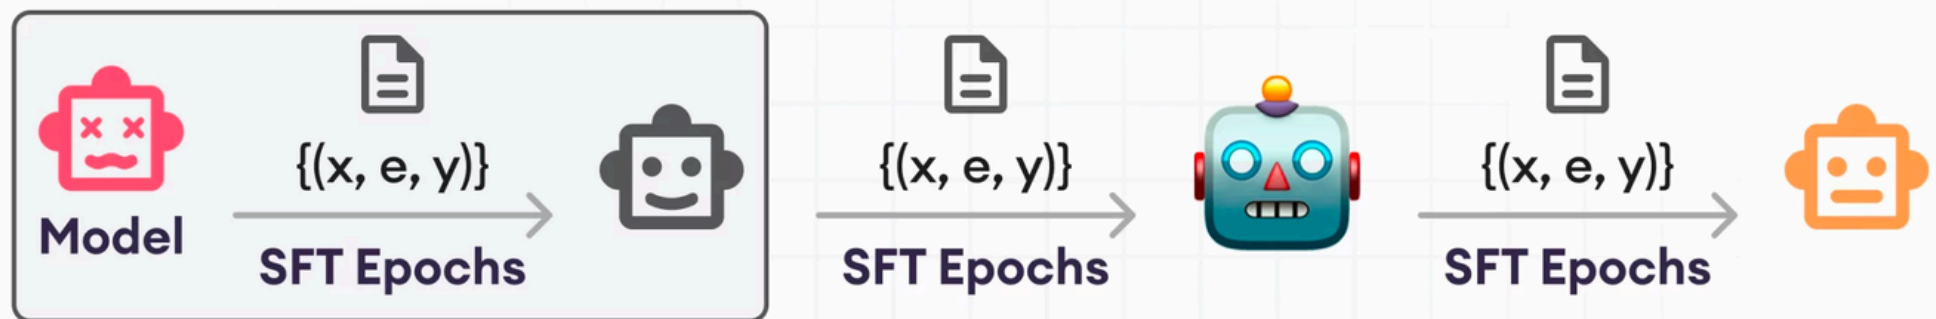 {(x, e, y)}
Model
SFT Epochs
{(x, e, y)}
SFT Epochs
{(x, e, y)}
SFT Epochs